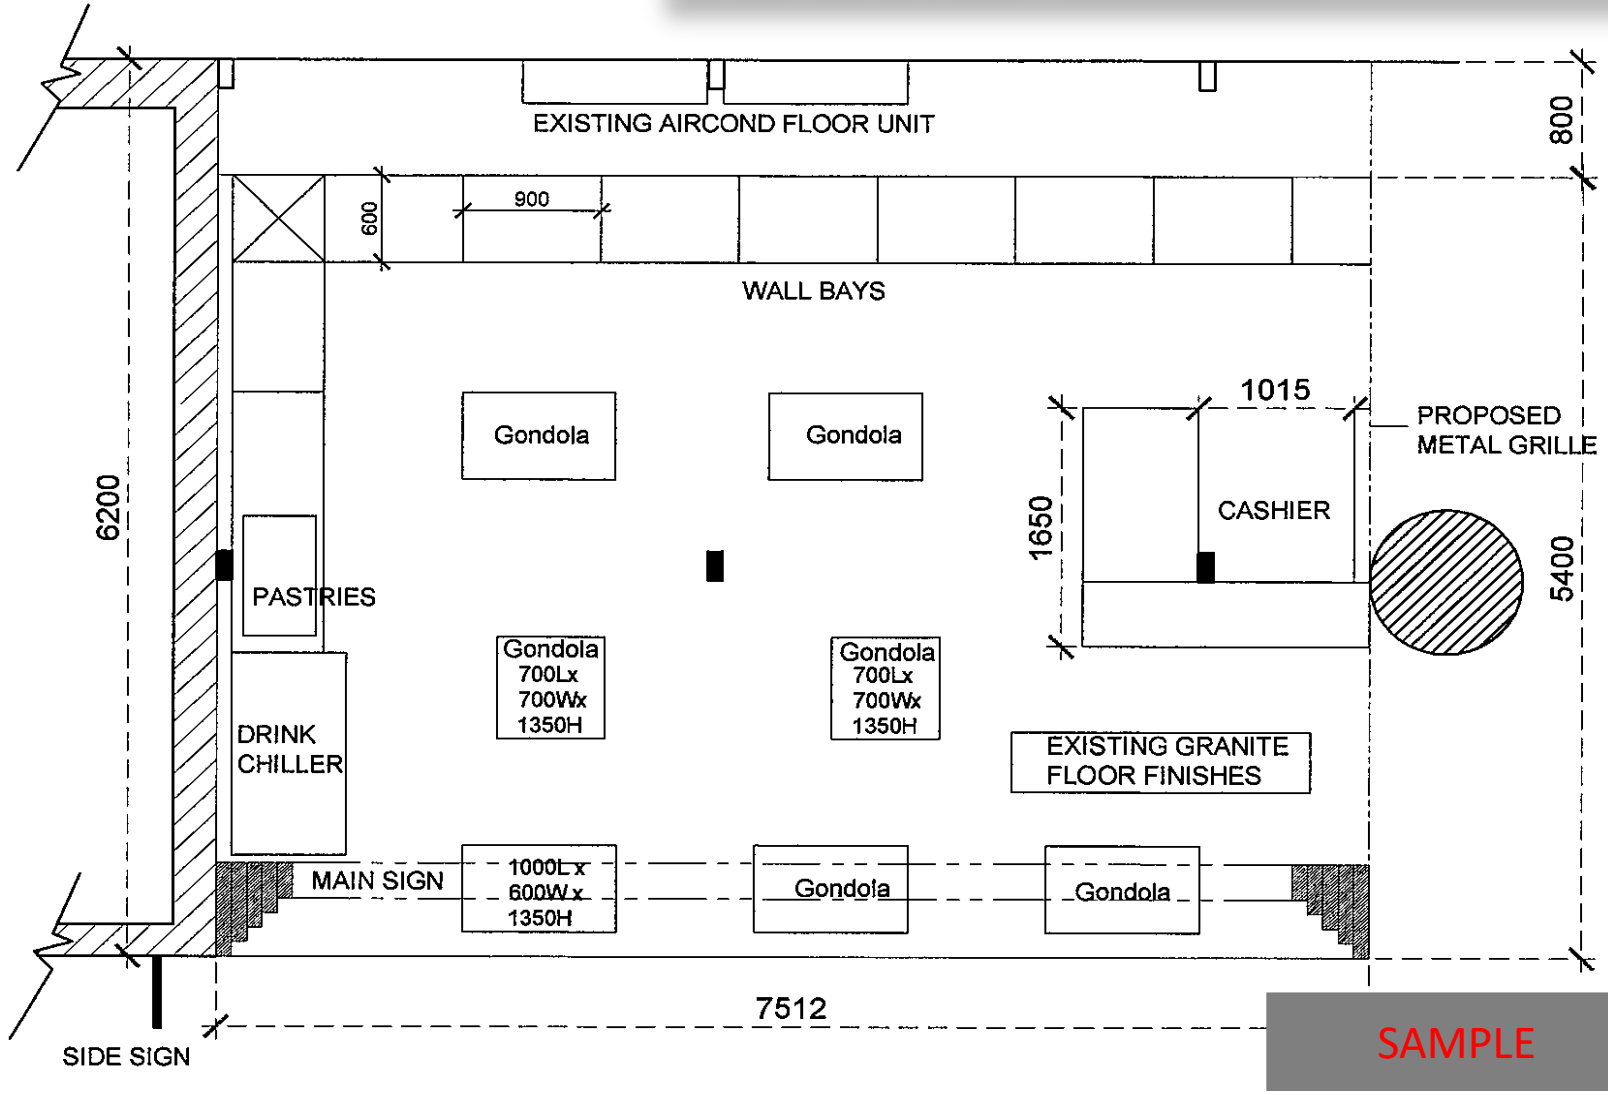 800
EXISTING AIRCOND FLOOR UNIT
600
900
WALL BAYS
1015
PROPOSED
METAL GRILLE
Gondola
Gondola
6200
1650
CASHIER
5400
PASTRIES
Gondola
700Lx
700Wx
1350H
Gondola
700Lx
700Wx
1350H
DRINK
CHILLER
EXISTING GRANITE
FLOOR FINISHES
MAIN SIGN
1000L x
600W x
1350H
Gondola
Gondola
7512
SIDE SIGN
SAMPLE